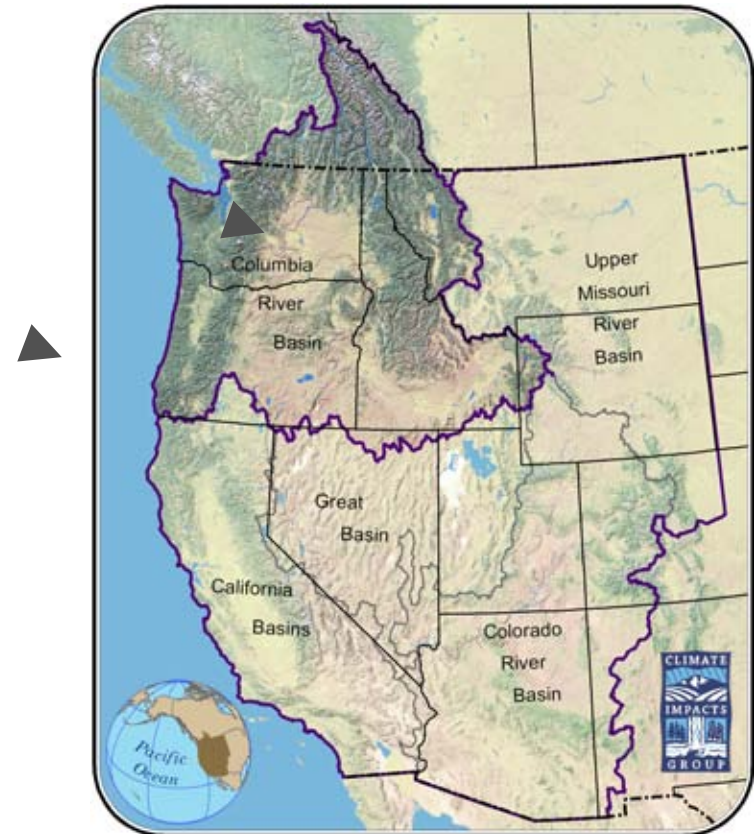 Columbia
River
Basin
Upper
Missouri
River
Basin
Great
Basin
California
Basins
Colorado
River
Basin
Pacific
Ocean
CLIMATE
IMPACTS
GROUP